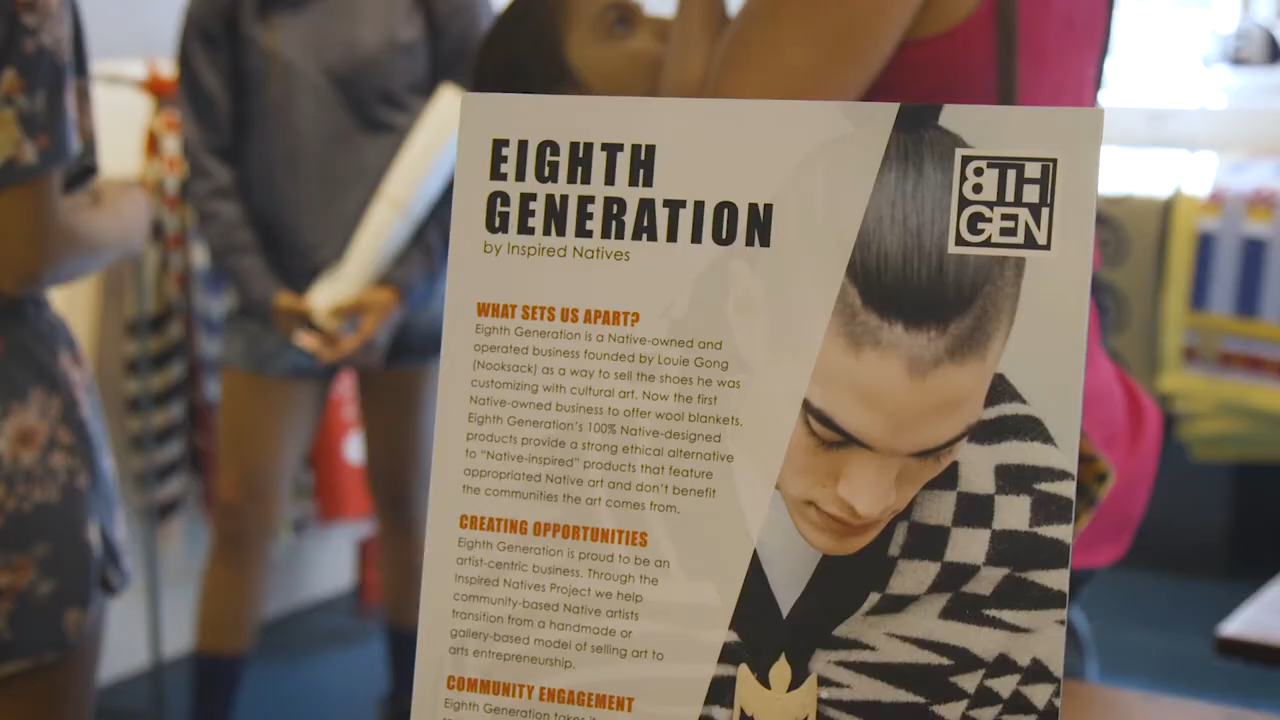 EIGHTH
GENERATION
by Inspired Natives
8TH
GEN
WHAT SETS US APART?
Eighth Generation is a Native-owned and
operated business founded by Louie Gong
(Nooksack) as a way to sell the shoes he was
customizing with cultural art. Now the first
Native-owned business to offer wool blankets,
Eighth Generation's 100% Native-designed
products provide a strong ethical alternative
to "Native-inspired" products that feature
appropriated Native art and don't benefit
the communities the art comes from.
CREATING OPPORTUNITIES
Eighth Generation is proud to be an
artist-centric business. Through the
Inspired Natives Project we help
community-based Native artists
transition from a handmade or
gallery-based model of selling art to
arts entrepreneurship.
COMMUNITY ENGAGEMENT
Eighth Generation takes